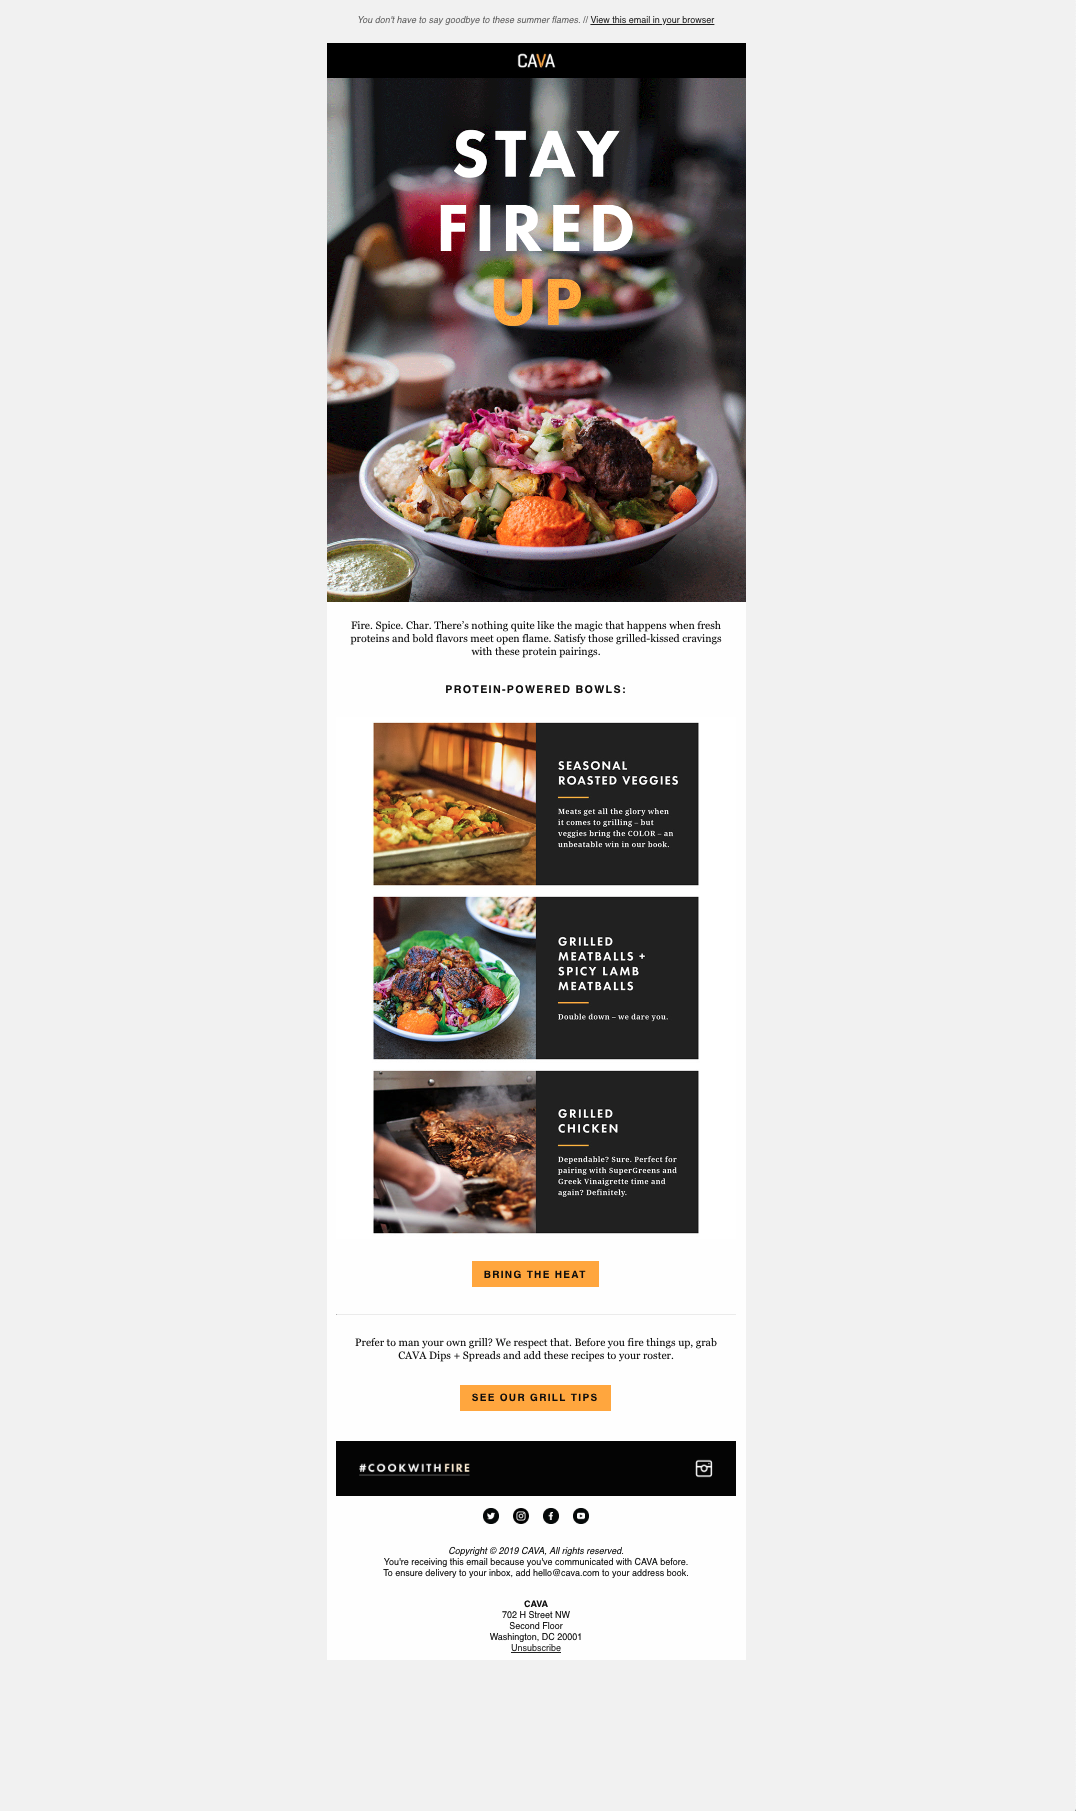 You don't have to say goodbye to these summer flames. // View this email in your browser
CAVA
STAY
FIRED
UP
Fire. Spice. Char. There's nothing quite like the magic that happens when fresh
proteins and bold flavors meet open flame. Satisfy those grilled-kissed cravings
with these protein pairings.
PROTEIN-POWERED BOWLS:
SEASONAL
ROASTED VEGGIES
Meats get all the glory when
it comes to grilling – but
veggies bring the COLOR – an
unbeatable win in our book.
GRILLED
MEATBALLS +
SPICY LAMB
MEATBALLS
Double down – we dare you.
GRILLED
CHICKEN
Dependable? Sure. Perfect for
pairing with SuperGreens and
Greek Vinaigrette time and
again? Definitely.
BRING THE HEAT
Prefer to man your own grill? We respect that. Before you fire things up, grab
CAVA Dips + Spreads and add these recipes to your roster.
SEE OUR GRILL TIPS
#COOKWITHFIRE
Copyright © 2019 CAVA, All rights reserved.
You're receiving this email because you've communicated with CAVA before.
To ensure delivery to your inbox, add hello@cava.com to your address book.
CAVA
702 H Street NW
Second Floor
Washington, DC 20001
Unsubscribe